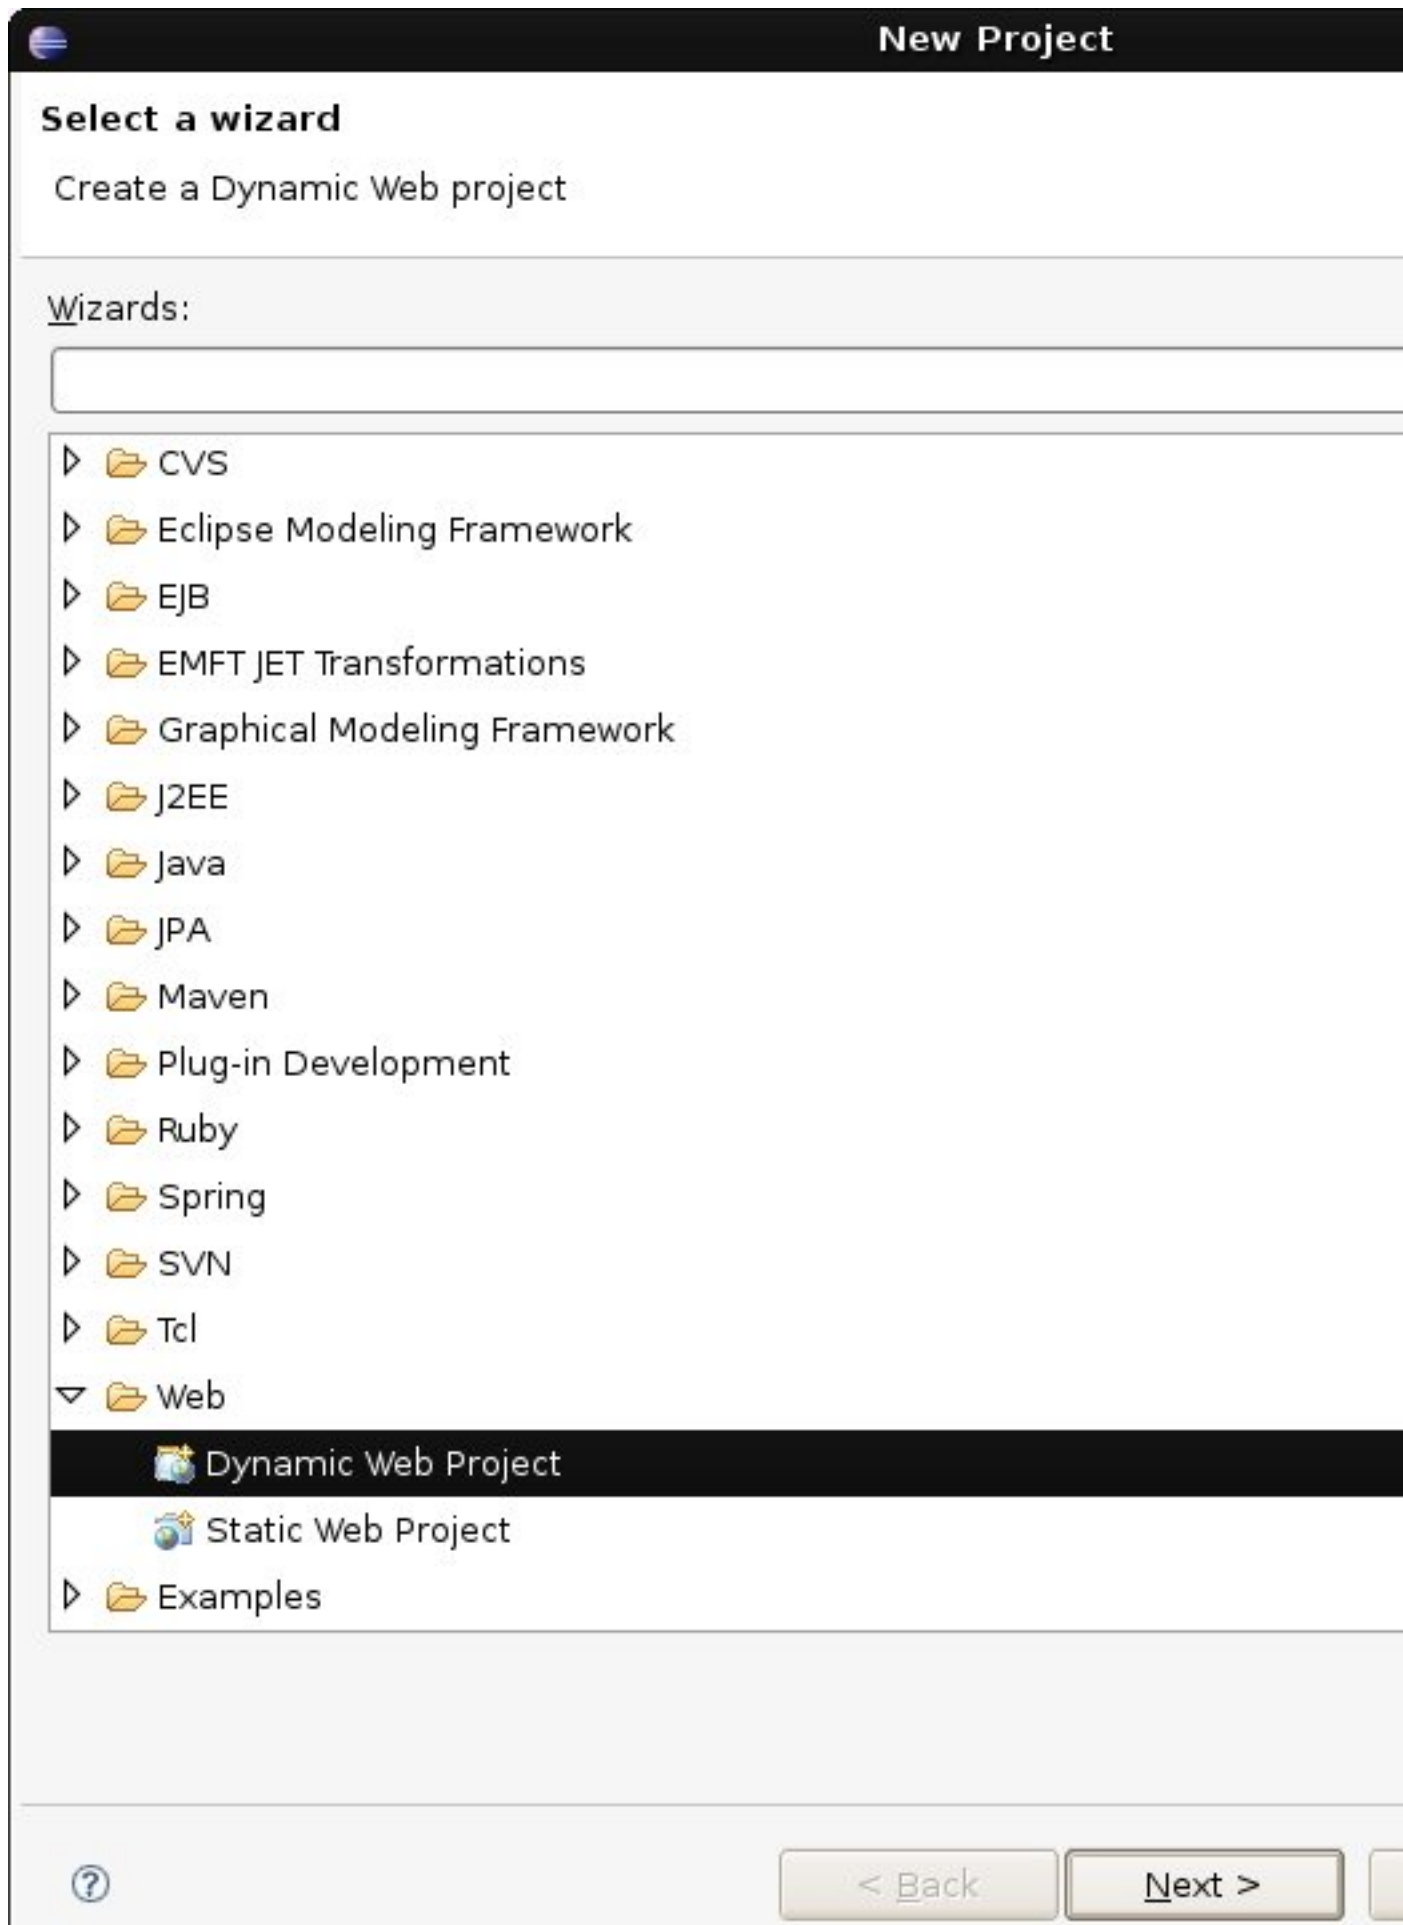 New Project
Select a wizard
Create a Dynamic Web project
Wizards:
CVS
Eclipse Modeling Framework
EJB
EMFT JET Transformations
Graphical Modeling Framework
J2EE
Java
JPA
Maven
Plug-in Development
Ruby
Spring
SVN
Tcl
Web
Dynamic Web Project
Static Web Project
Examples
? < Back Next >